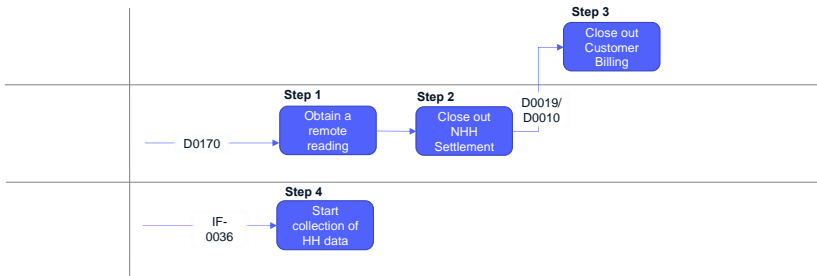 Step 3
Close out
Customer
Billing
Step 1
Step 2
D0170
Obtain a
remote
reading
Close out
NHH
Settlement
D0019/
D0010
Step 4
IF-
0036
Start
collection of
HH data